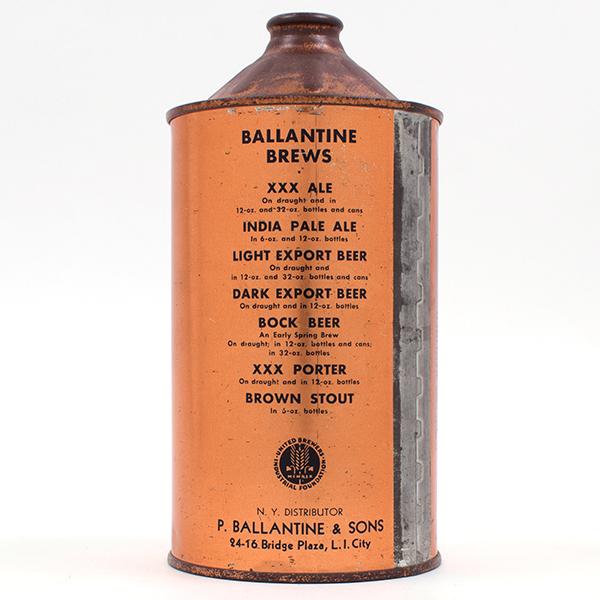 BALLANTINE
BREWS
XXX ALE
On draught and in
12-oz. and 32-oz. bottles and cans
INDIA PALE ALE
In 6-oz. and 12-oz. bottles
LIGHT EXPORT BEER
On draught and
in 12-oz. and 32-oz. bottles and cans
DARK EXPORT BEER
On draught and in 12-oz. bottles
BOCK BEER
An Early Spring Brew
On draught; in 12-oz. bottles and cans;
in 32-oz. bottles
XXX PORTER
On draught and in 12-oz. bottles
BROWN STOUT
In 6-oz. bottles
UNITED BREWERS
INDUSTRIAL FOUNDATION
MEMBER
N. Y. DISTRIBUTOR
P. BALLANTINE & SONS
24-16 Bridge Plaza, L. I. City